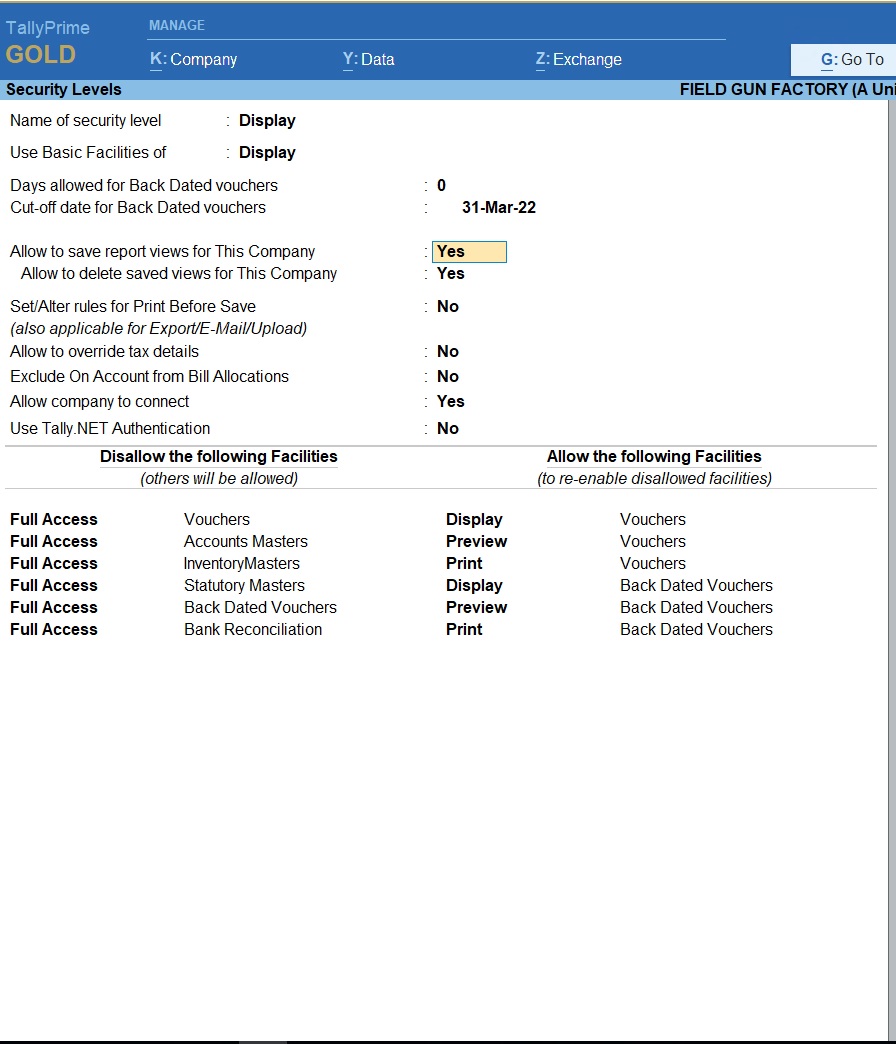 TallyPrime
GOLD
MANAGE
K: Company
Y: Data
Z: Exchange
G: Go To
Security Levels
FIELD GUN FACTORY (A Uni
Name of security level : Display
Use Basic Facilities of : Display
Days allowed for Back Dated vouchers : 0
Cut-off date for Back Dated vouchers : 31-Mar-22
Allow to save report views for This Company : Yes
Allow to delete saved views for This Company : Yes
Set/Alter rules for Print Before Save : No
(also applicable for Export/E-Mail/Upload)
Allow to override tax details : No
Exclude On Account from Bill Allocations : No
Allow company to connect : Yes
Use Tally.NET Authentication : No
Disallow the following Facilities Allow the following Facilities
(others will be allowed) (to re-enable disallowed facilities)
Full Access Vouchers Display Vouchers
Full Access Accounts Masters Preview Vouchers
Full Access InventoryMasters Print Vouchers
Full Access Statutory Masters Display Back Dated Vouchers
Full Access Back Dated Vouchers Preview Back Dated Vouchers
Full Access Bank Reconciliation Print Back Dated Vouchers